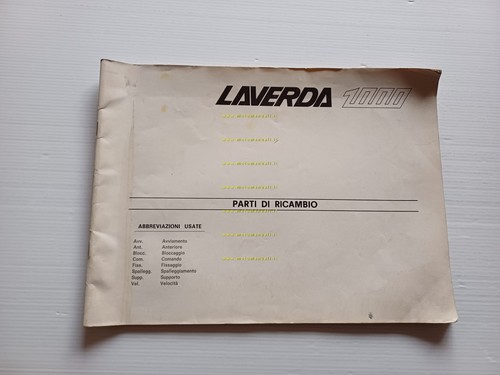 LAVERDA 1000
PARTI DI RICAMBIO
ABBREVIAZIONI USATE
Avv. Avviamento
Ant. Anteriore
Blocc. Bloccaggio
Com. Comando
Fiss. Fissaggio
Spallegg. Spalleggiamento
Supp. Supporto
Vel. Velocità